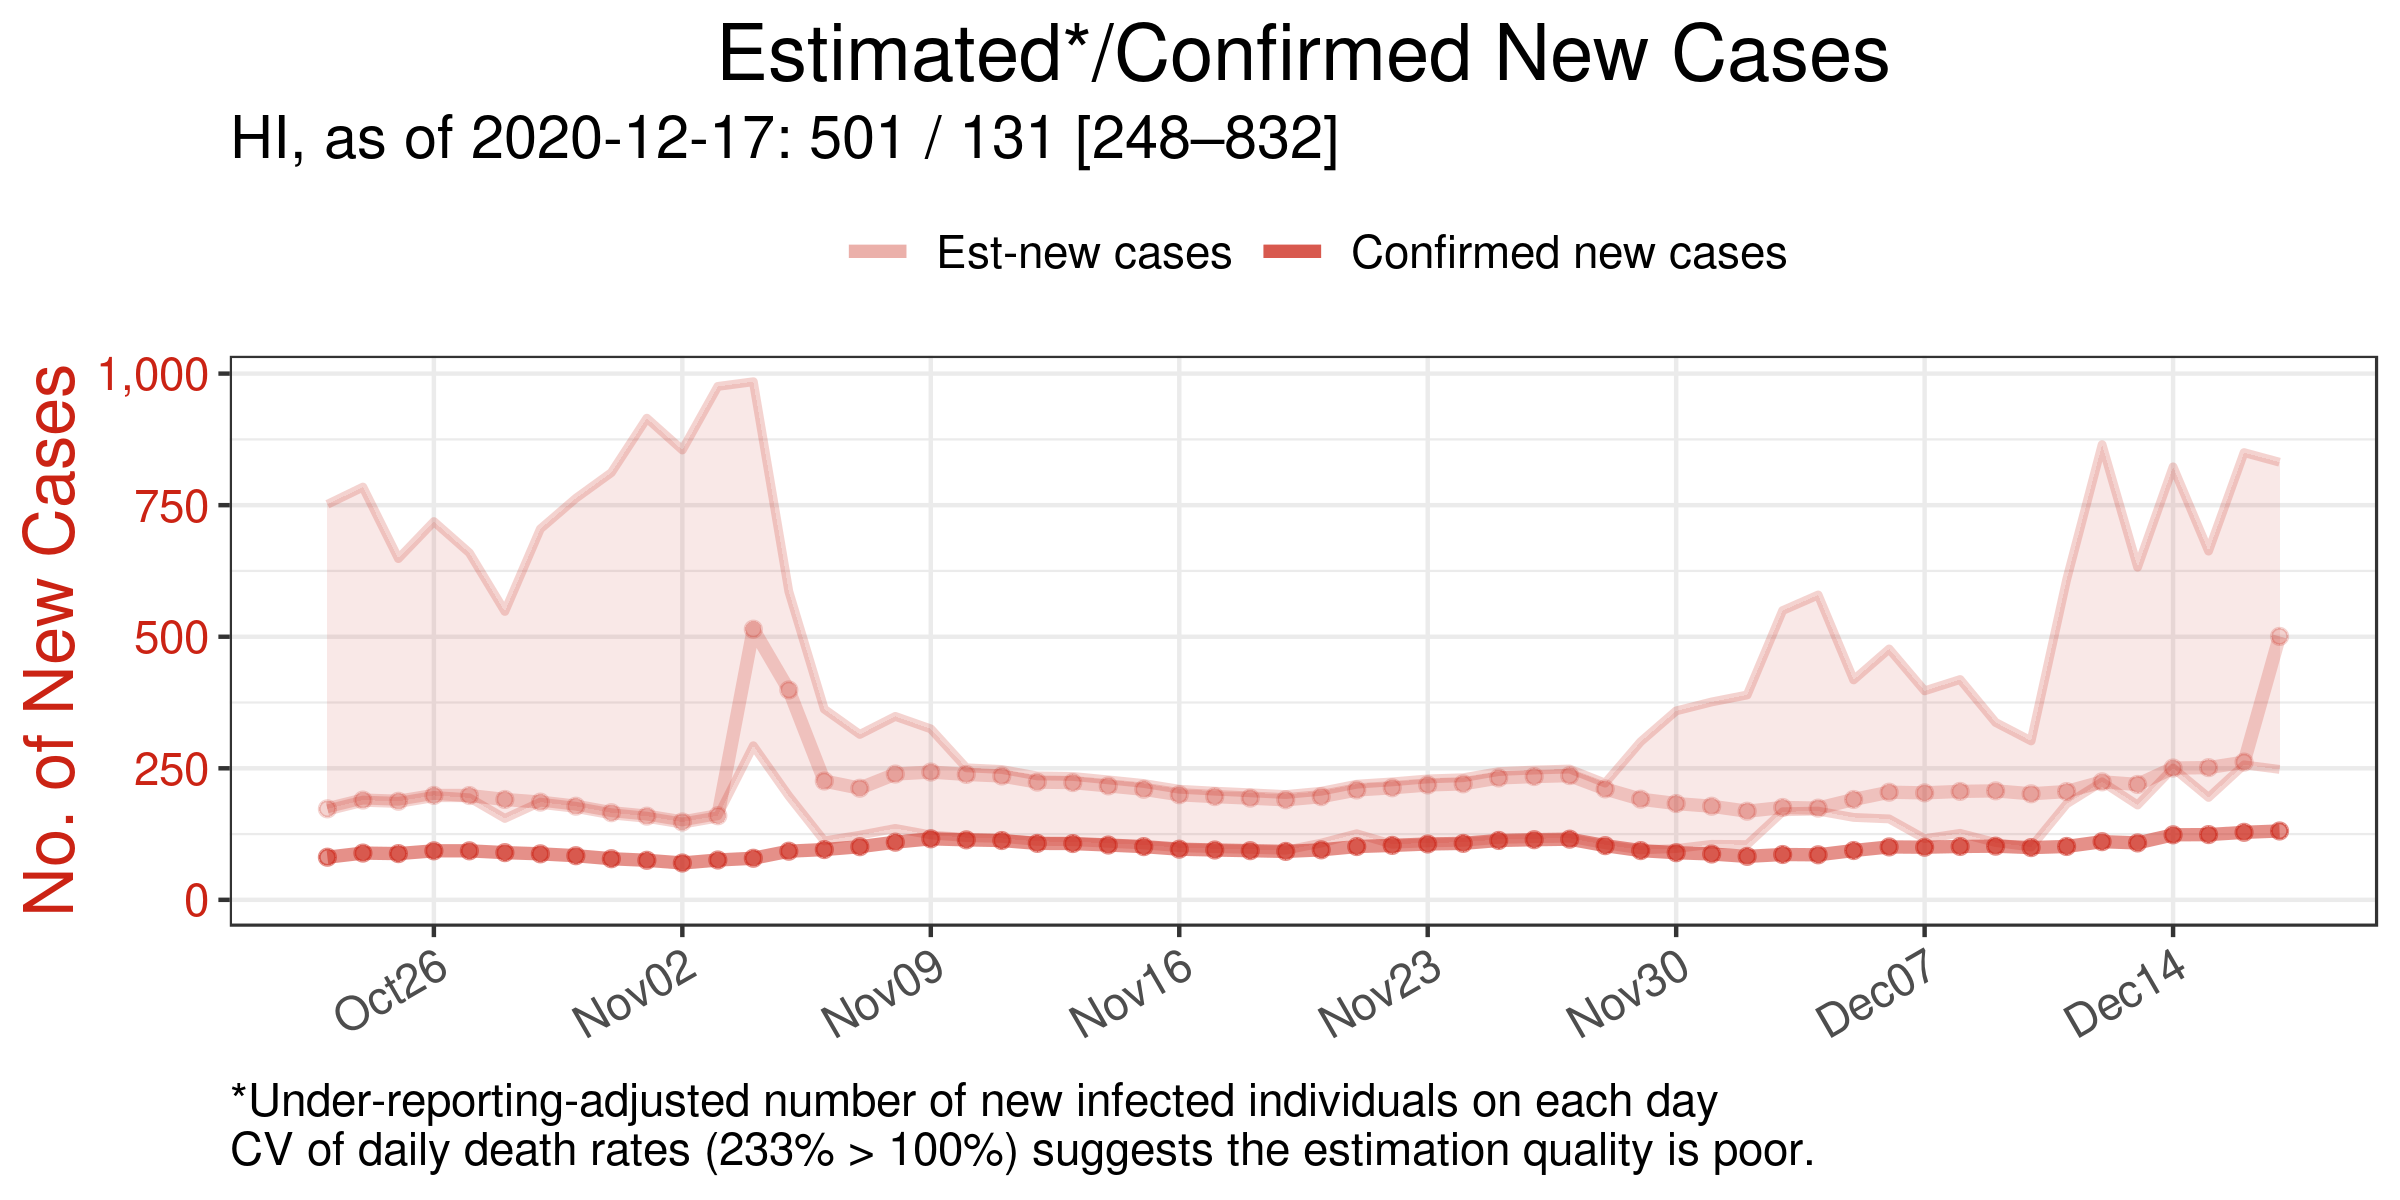 Estimated*/Confirmed New Cases
HI, as of 2020-12-17: 501 / 131 [248–832]
Est-new cases
Confirmed new cases
No. of New Cases
1,000
750
500
250
0
Oct26
Nov02
Nov09
Nov16
Nov23
Nov30
Dec07
Dec14
*Under-reporting-adjusted number of new infected individuals on each day
CV of daily death rates (233% > 100%) suggests the estimation quality is poor.